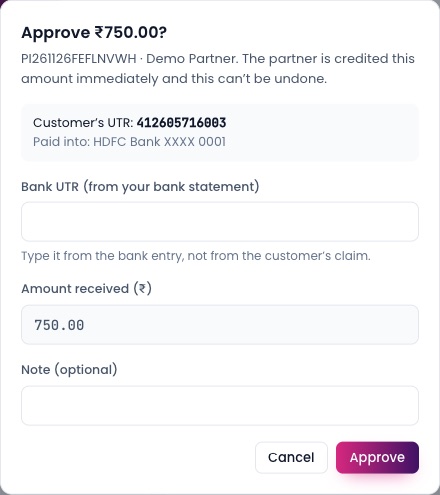 Approve ₹750.00?
PI261126FEFLNVWH · Demo Partner. The partner is credited this
amount immediately and this can’t be undone.
Customer’s UTR: 412605716003
Paid into: HDFC Bank XXXX 0001
Bank UTR (from your bank statement)
Type it from the bank entry, not from the customer’s claim.
Amount received (₹)
750.00
Note (optional)
Cancel Approve